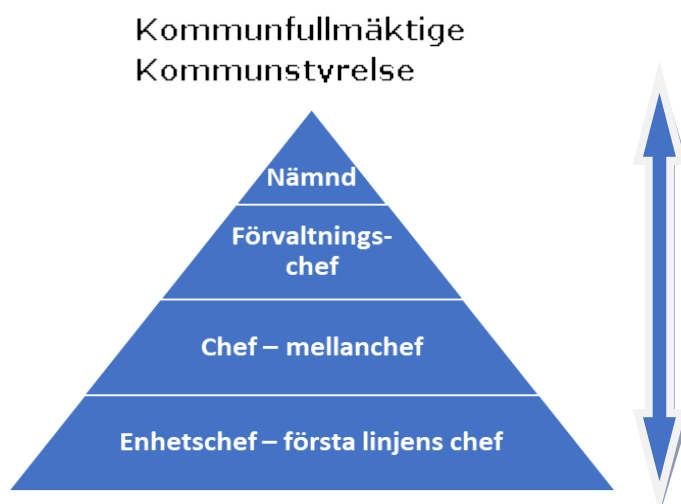 Kommunfullmäktige
Kommunstyrelse
Nämnd
Förvaltnings-
chef
Chef – mellanchef
Enhetschef – första linjens chef